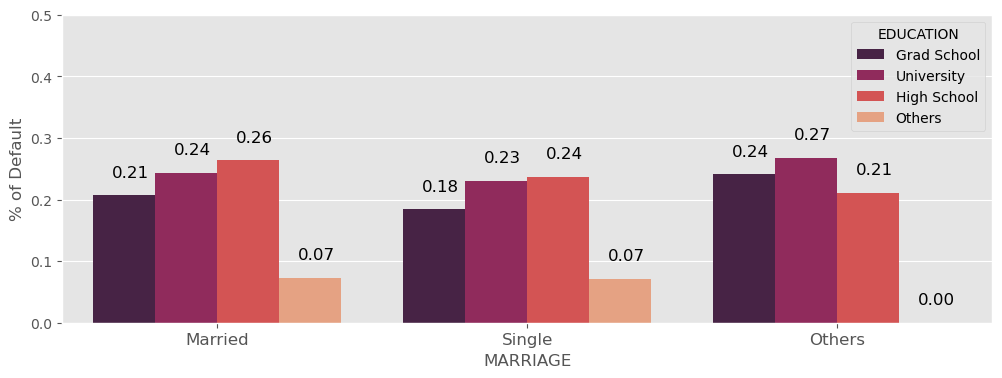 0.5
0.4
0.3
0.2
0.1
0.0
% of Default
EDUCATION
Grad School
University
High School
Others
0.21
0.24
0.26
0.07
0.18
0.23
0.24
0.07
0.24
0.27
0.21
0.00
Married
Single
Others
MARRIAGE